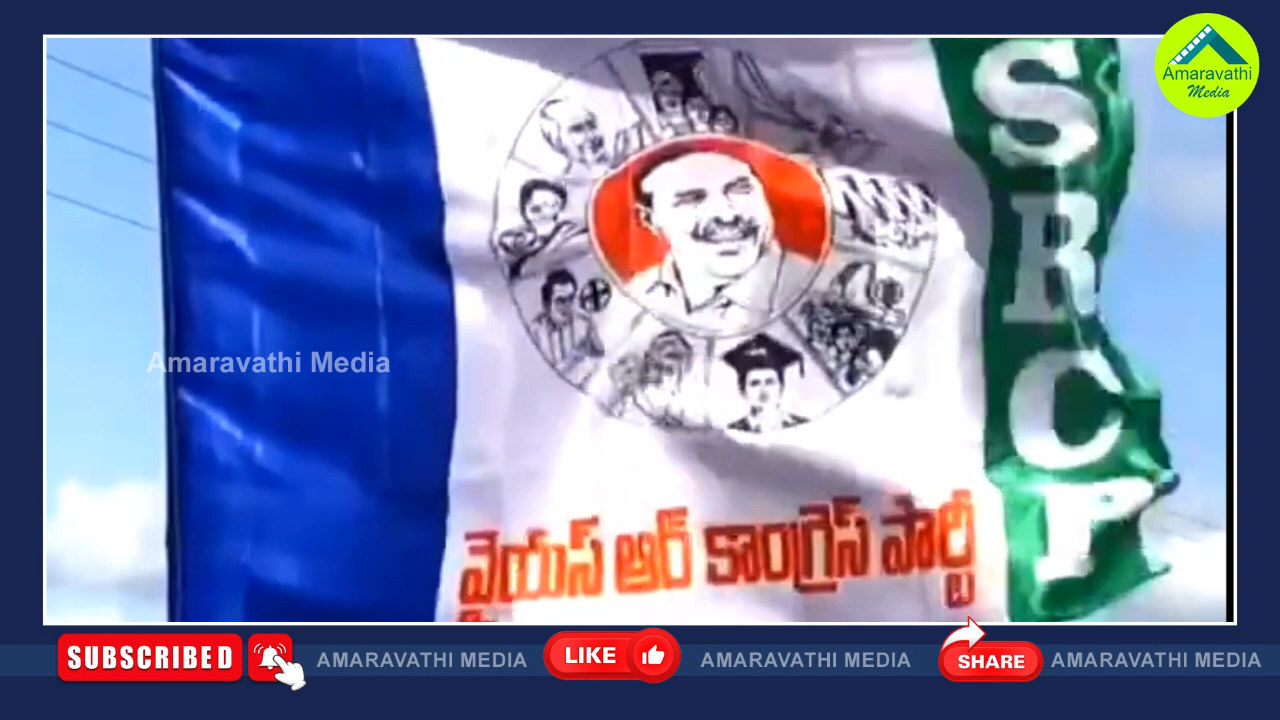 Amaravathi
Media
SRCP
Amaravathi Media
వైయస్ ఆర్ కాంగ్రెస్ పార్టీ
SUBSCRIBED
AMARAVATHI MEDIA
LIKE
AMARAVATHI MEDIA
SHARE
AMARAVATHI MEDIA